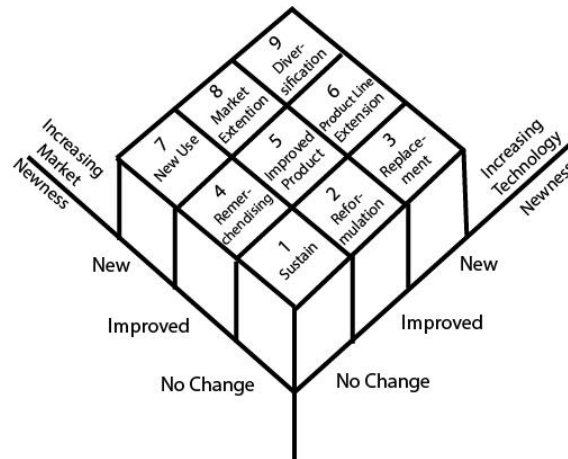 9
Diver-
sification
8
Market
Extention
6
Product Line
Extension
7
New Use
5
Improved
Product
3
Replace-
ment
4
Remer-
chendising
2
Refor-
mulation
1
Sustain
Increasing
Market
Newness
Increasing
Technology
Newness
New
New
Improved
Improved
No Change
No Change